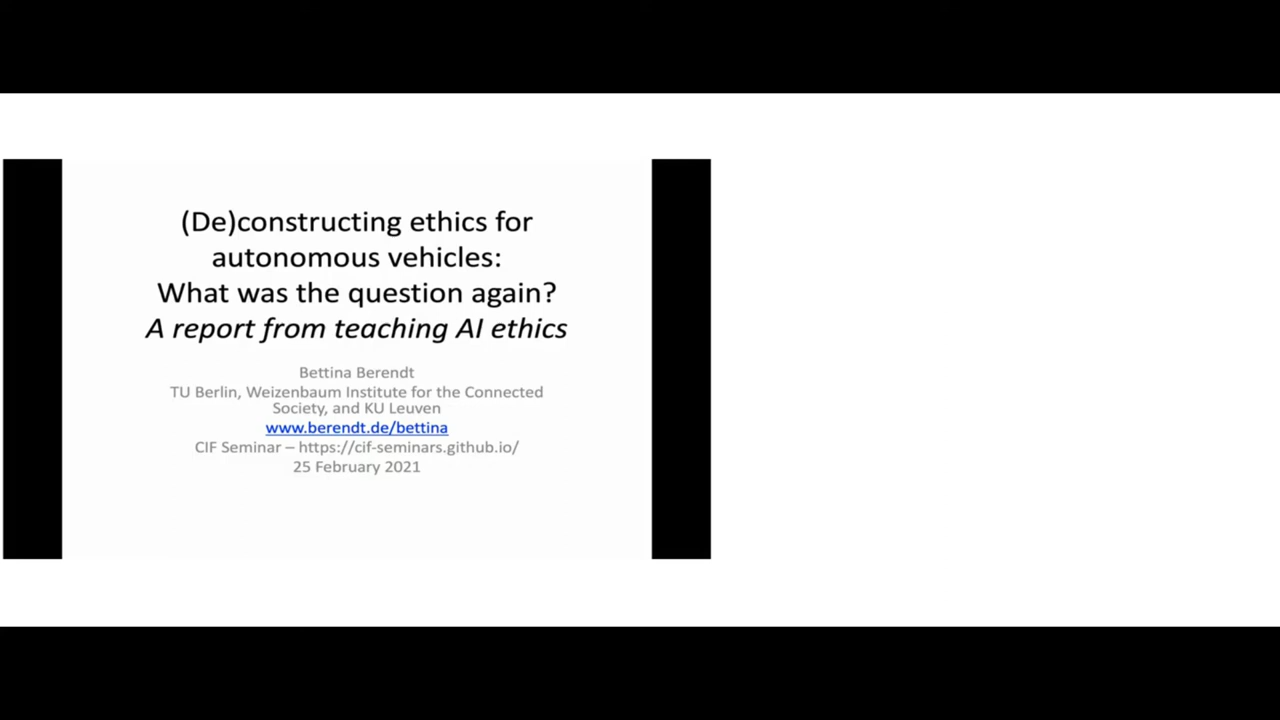 (De)constructing ethics for
autonomous vehicles:
What was the question again?
A report from teaching AI ethics
Bettina Berendt
TU Berlin, Weizenbaum Institute for the Connected
Society, and KU Leuven
www.berendt.de/bettina
CIF Seminar – https://cif-seminars.github.io/
25 February 2021